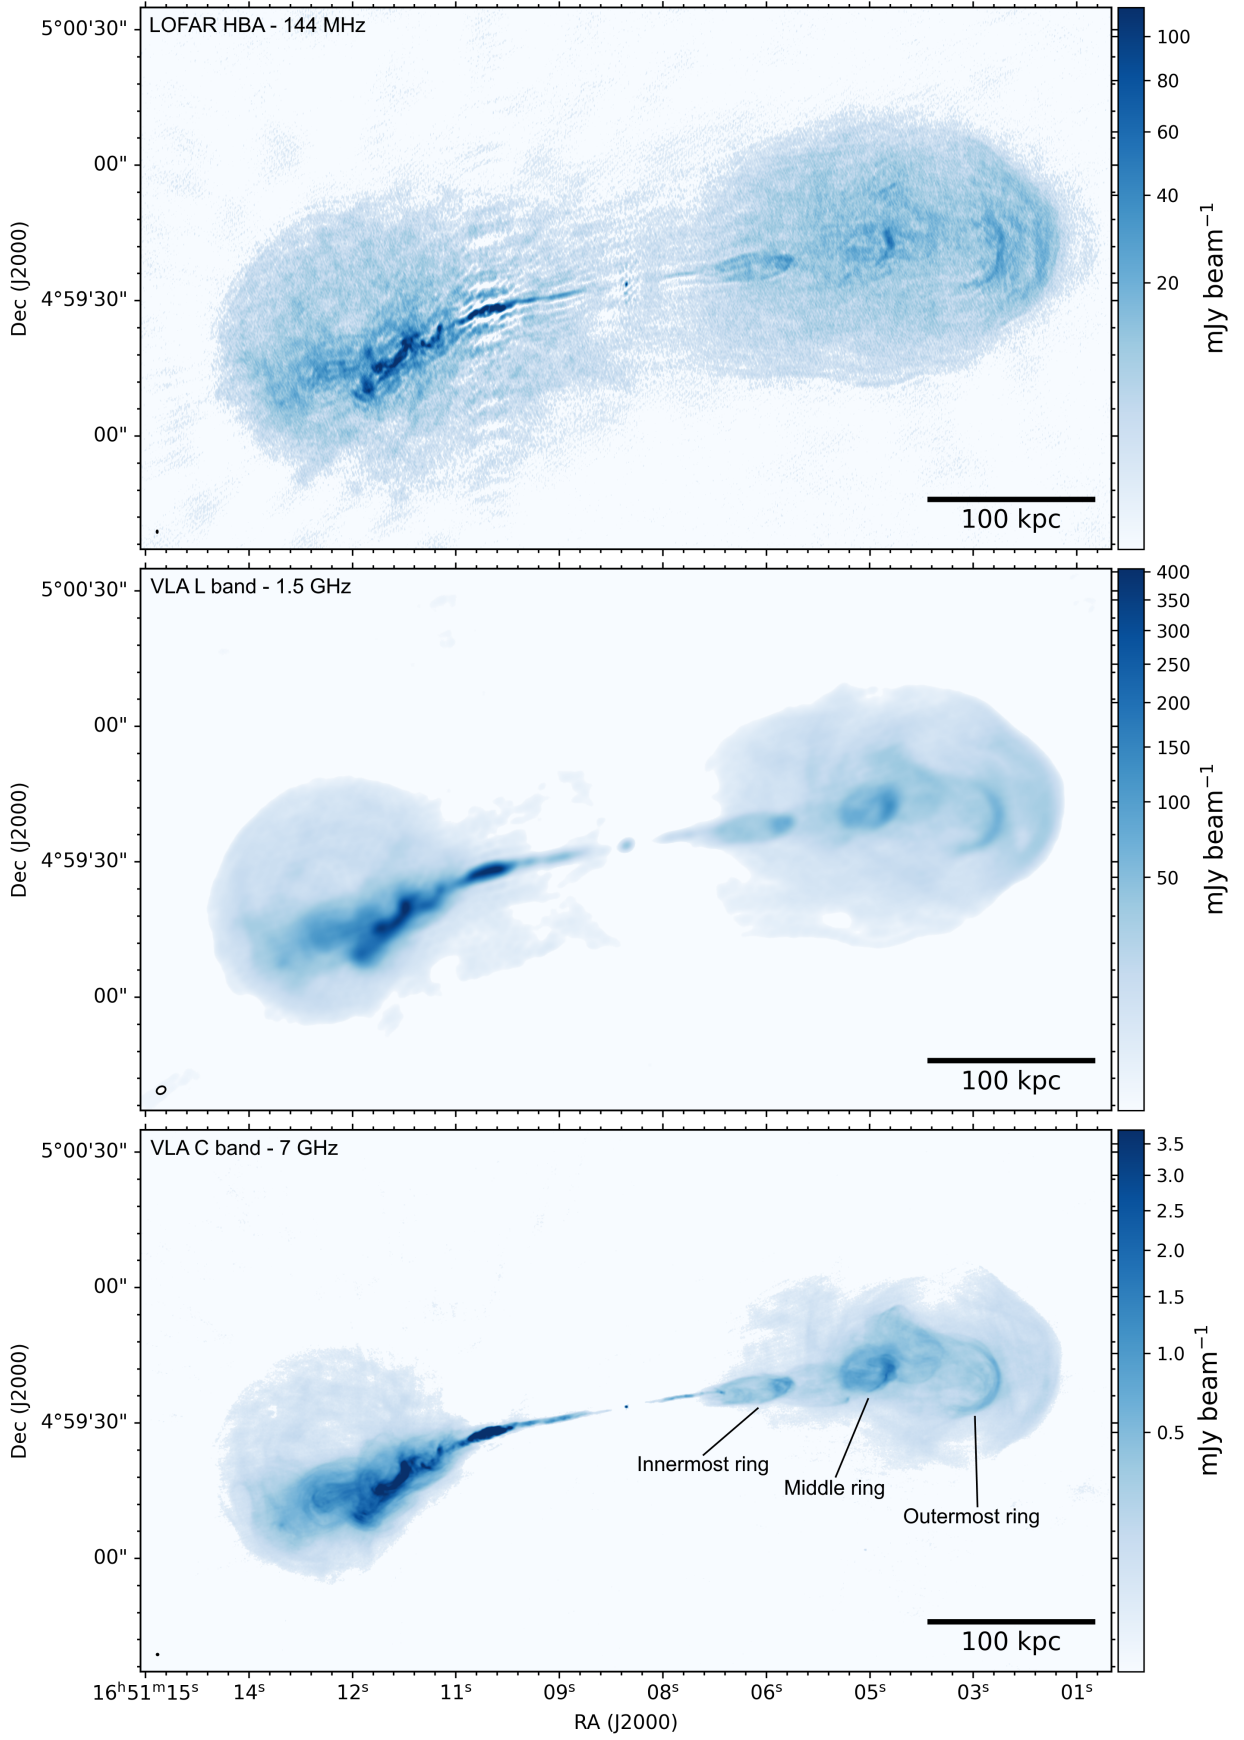 LOFAR HBA - 144 MHz
5°00'30"
00"
4°59'30"
00"
Dec (J2000)
100 kpc
100
80
60
40
20
mJy beam⁻¹
VLA L band - 1.5 GHz
5°00'30"
00"
4°59'30"
00"
Dec (J2000)
100 kpc
400
350
300
250
200
150
100
50
mJy beam⁻¹
VLA C band - 7 GHz
5°00'30"
00"
4°59'30"
00"
Dec (J2000)
Innermost ring
Middle ring
Outermost ring
100 kpc
3.5
3.0
2.5
2.0
1.5
1.0
0.5
mJy beam⁻¹
16ʰ51ᵐ15ˢ 14ˢ 12ˢ 11ˢ 09ˢ 08ˢ 06ˢ 05ˢ 03ˢ 01ˢ
RA (J2000)